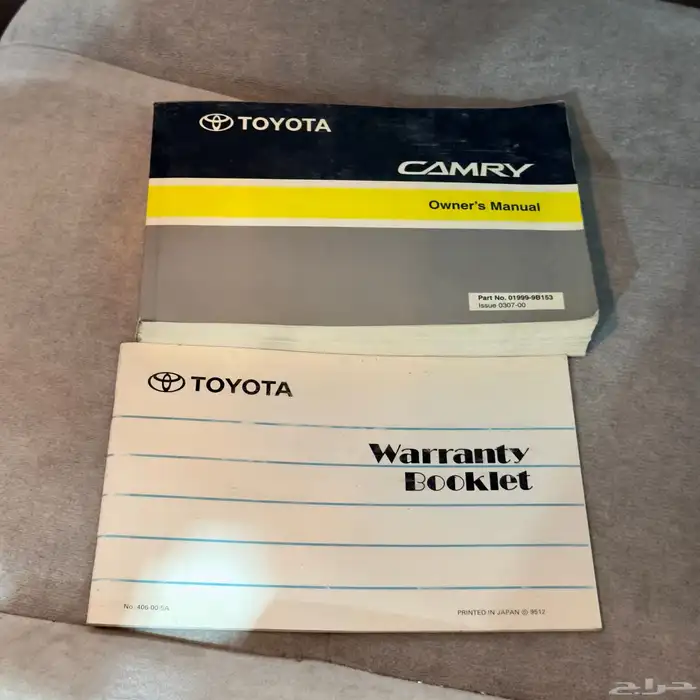 TOYOTA
CAMRY
Owner's Manual
Part No. 01999-9B153
Issue 0307-00
TOYOTA
Warranty
Booklet
No. 406-00/SA
PRINTED IN JAPAN © 9512
حراج